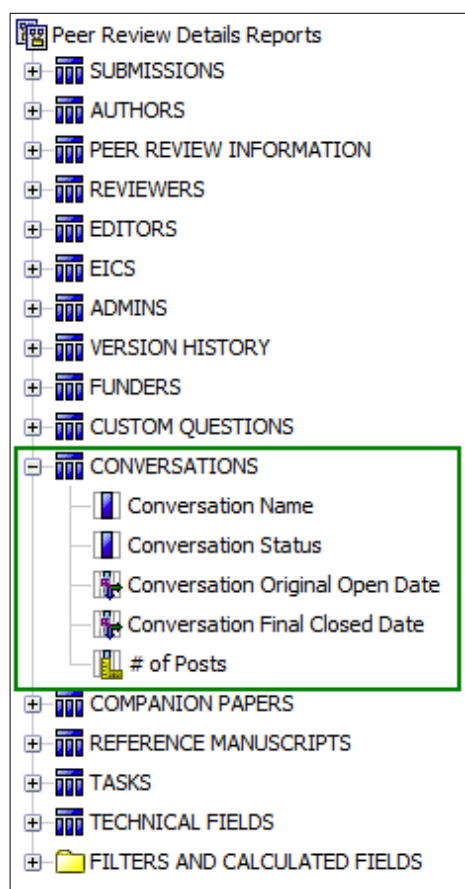 Peer Review Details Reports
SUBMISSIONS
AUTHORS
PEER REVIEW INFORMATION
REVIEWERS
EDITORS
EICS
ADMINS
VERSION HISTORY
FUNDERS
CUSTOM QUESTIONS
CONVERSATIONS
Conversation Name
Conversation Status
Conversation Original Open Date
Conversation Final Closed Date
# of Posts
COMPANION PAPERS
REFERENCE MANUSCRIPTS
TASKS
TECHNICAL FIELDS
FILTERS AND CALCULATED FIELDS